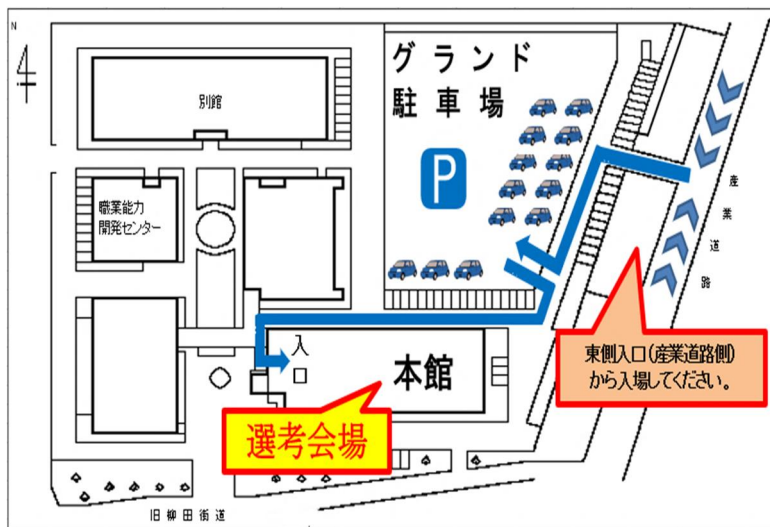 N
別館
グランド
駐車場
P
職業能力
開発センター
産業道路
入
口
本館
東側入口(産業道路側)
から入場してください。
選考会場
旧柳田街道